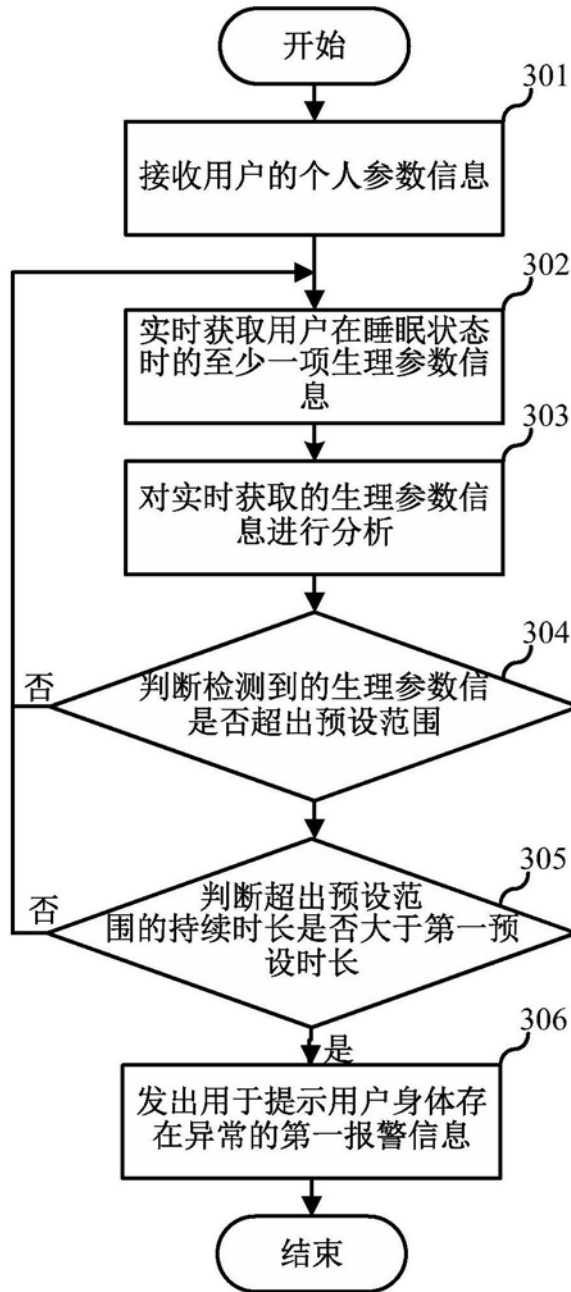 开始
301
接收用户的个人参数信息
302
实时获取用户在睡眠状态
时的至少一项生理参数信
息
303
对实时获取的生理参数信
息进行分析
304
否
判断检测到的生理参数信
是否超出预设范围
305
否
判断超出预设范
围的持续时长是否大于第一预
设时长
是
306
发出用于提示用户身体存
在异常的第一报警信息
结束